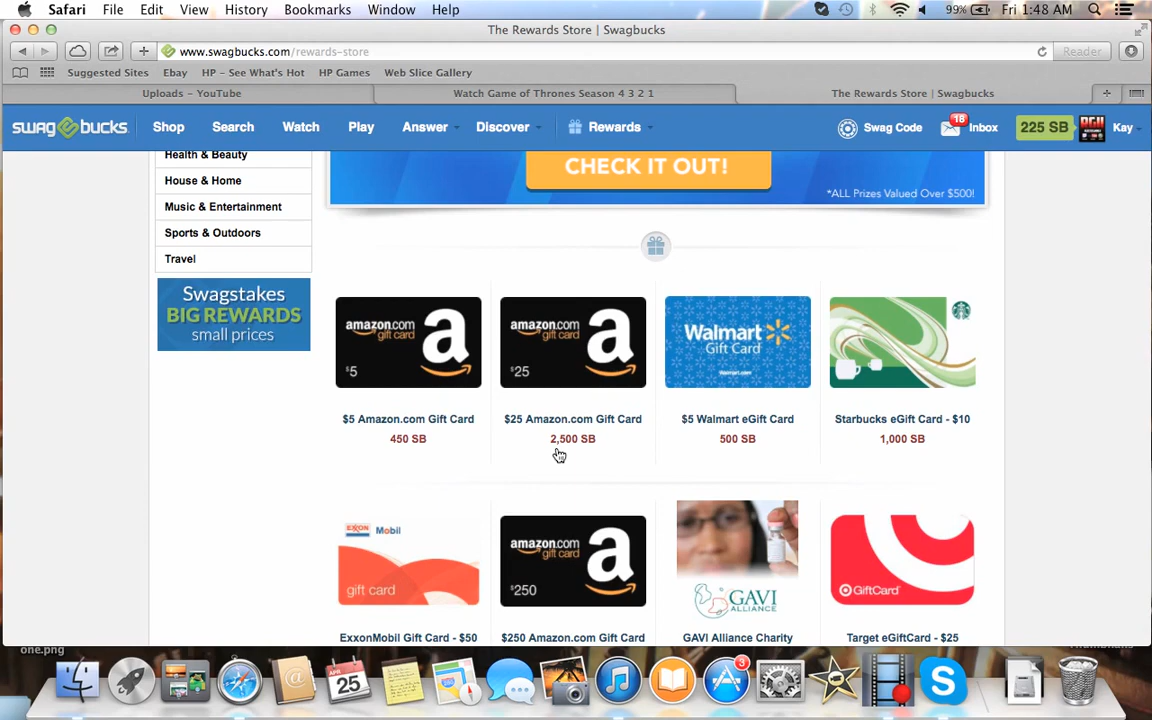 Safari File Edit View History Bookmarks Window Help 99% Fri 1:48 AM
The Rewards Store | Swagbucks
www.swagbucks.com/rewards-store Reader
Suggested Sites Ebay HP – See What's Hot HP Games Web Slice Gallery
Uploads – YouTube Watch Game of Thrones Season 4 3 2 1 The Rewards Store | Swagbucks
swagbucks Shop Search Watch Play Answer Discover Rewards Swag Code 18 Inbox 225 SB Kay
Health & Beauty
House & Home
Music & Entertainment
Sports & Outdoors
Travel
CHECK IT OUT!
*ALL Prizes Valued Over $500!
Swagstakes
BIG REWARDS
small prices
amazon.com
gift card
a
$5
amazon.com
gift card
a
$25
Walmart
Gift Card
Walmart.com
$5 Amazon.com Gift Card $25 Amazon.com Gift Card $5 Walmart eGift Card Starbucks eGift Card - $10
450 SB 2,500 SB 500 SB 1,000 SB
EXXON Mobil
gift card
amazon.com
gift card
a
$250
GAVI
ALLIANCE
GiftCard
ExxonMobil Gift Card - $50 $250 Amazon.com Gift Card GAVI Alliance Charity Target eGiftCard - $25
one.png
APR
25
3